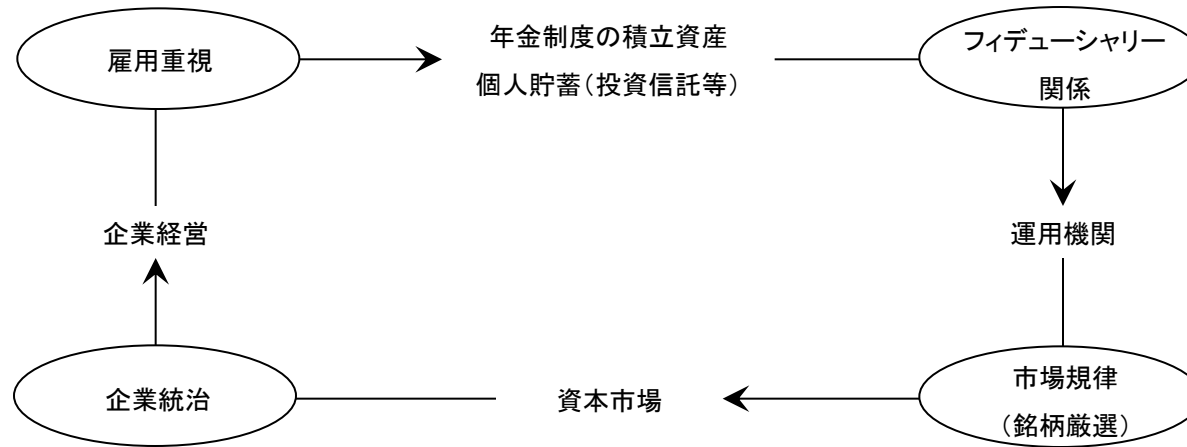 雇用重視
年金制度の積立資産
個人貯蓄（投資信託等）
フィデューシャリー
関係
企業経営
運用機関
企業統治
資本市場
市場規律
（銘柄厳選）